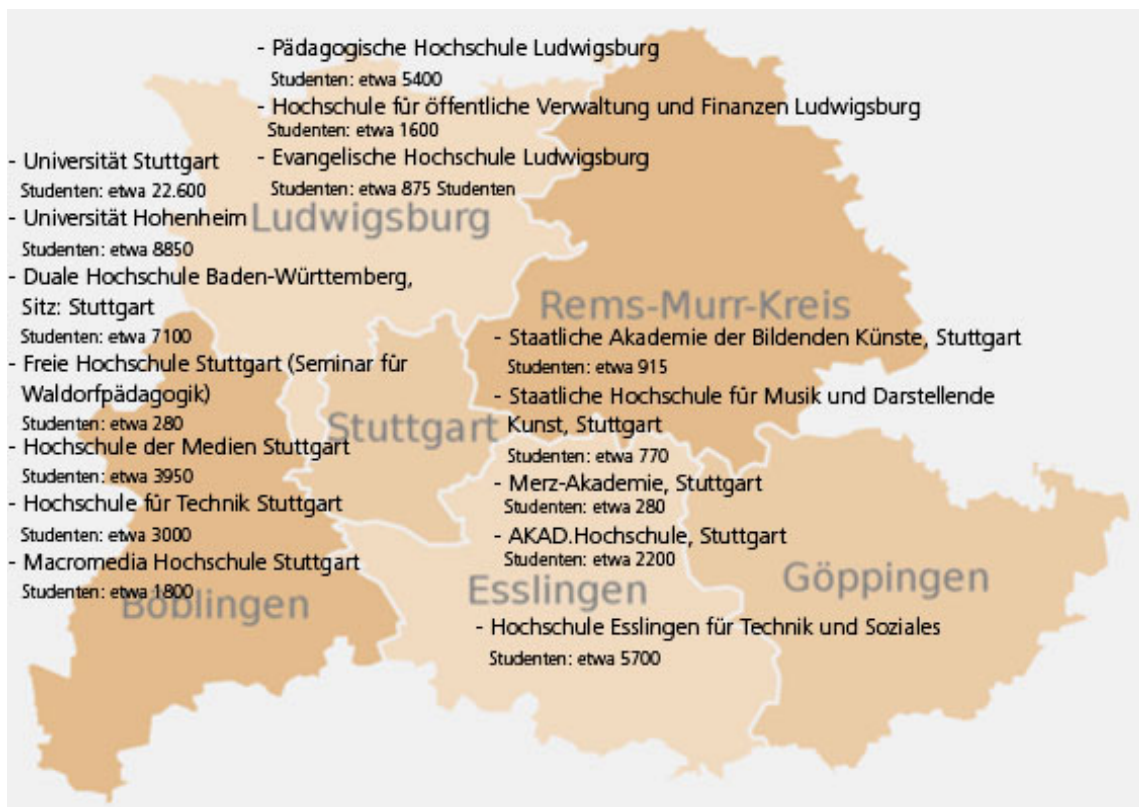 - Pädagogische Hochschule Ludwigsburg
Studenten: etwa 5400
- Hochschule für öffentliche Verwaltung und Finanzen Ludwigsburg
Studenten: etwa 1600
- Evangelische Hochschule Ludwigsburg
Studenten: etwa 875 Studenten
Ludwigsburg
- Universität Stuttgart
Studenten: etwa 22.600
- Universität Hohenheim
Studenten: etwa 8850
- Duale Hochschule Baden-Württemberg,
Sitz: Stuttgart
Studenten: etwa 7100
- Freie Hochschule Stuttgart (Seminar für
Waldorfpädagogik)
Studenten: etwa 280
- Hochschule der Medien Stuttgart
Studenten: etwa 3950
- Hochschule für Technik Stuttgart
Studenten: etwa 3000
- Macromedia Hochschule Stuttgart
Studenten: etwa 1800
Böblingen
Stuttgart
Rems-Murr-Kreis
- Staatliche Akademie der Bildenden Künste, Stuttgart
Studenten: etwa 915
- Staatliche Hochschule für Musik und Darstellende
Kunst, Stuttgart
Studenten: etwa 770
- Merz-Akademie, Stuttgart
Studenten: etwa 280
- AKAD.Hochschule, Stuttgart
Studenten: etwa 2200
Esslingen
Göppingen
- Hochschule Esslingen für Technik und Soziales
Studenten: etwa 5700